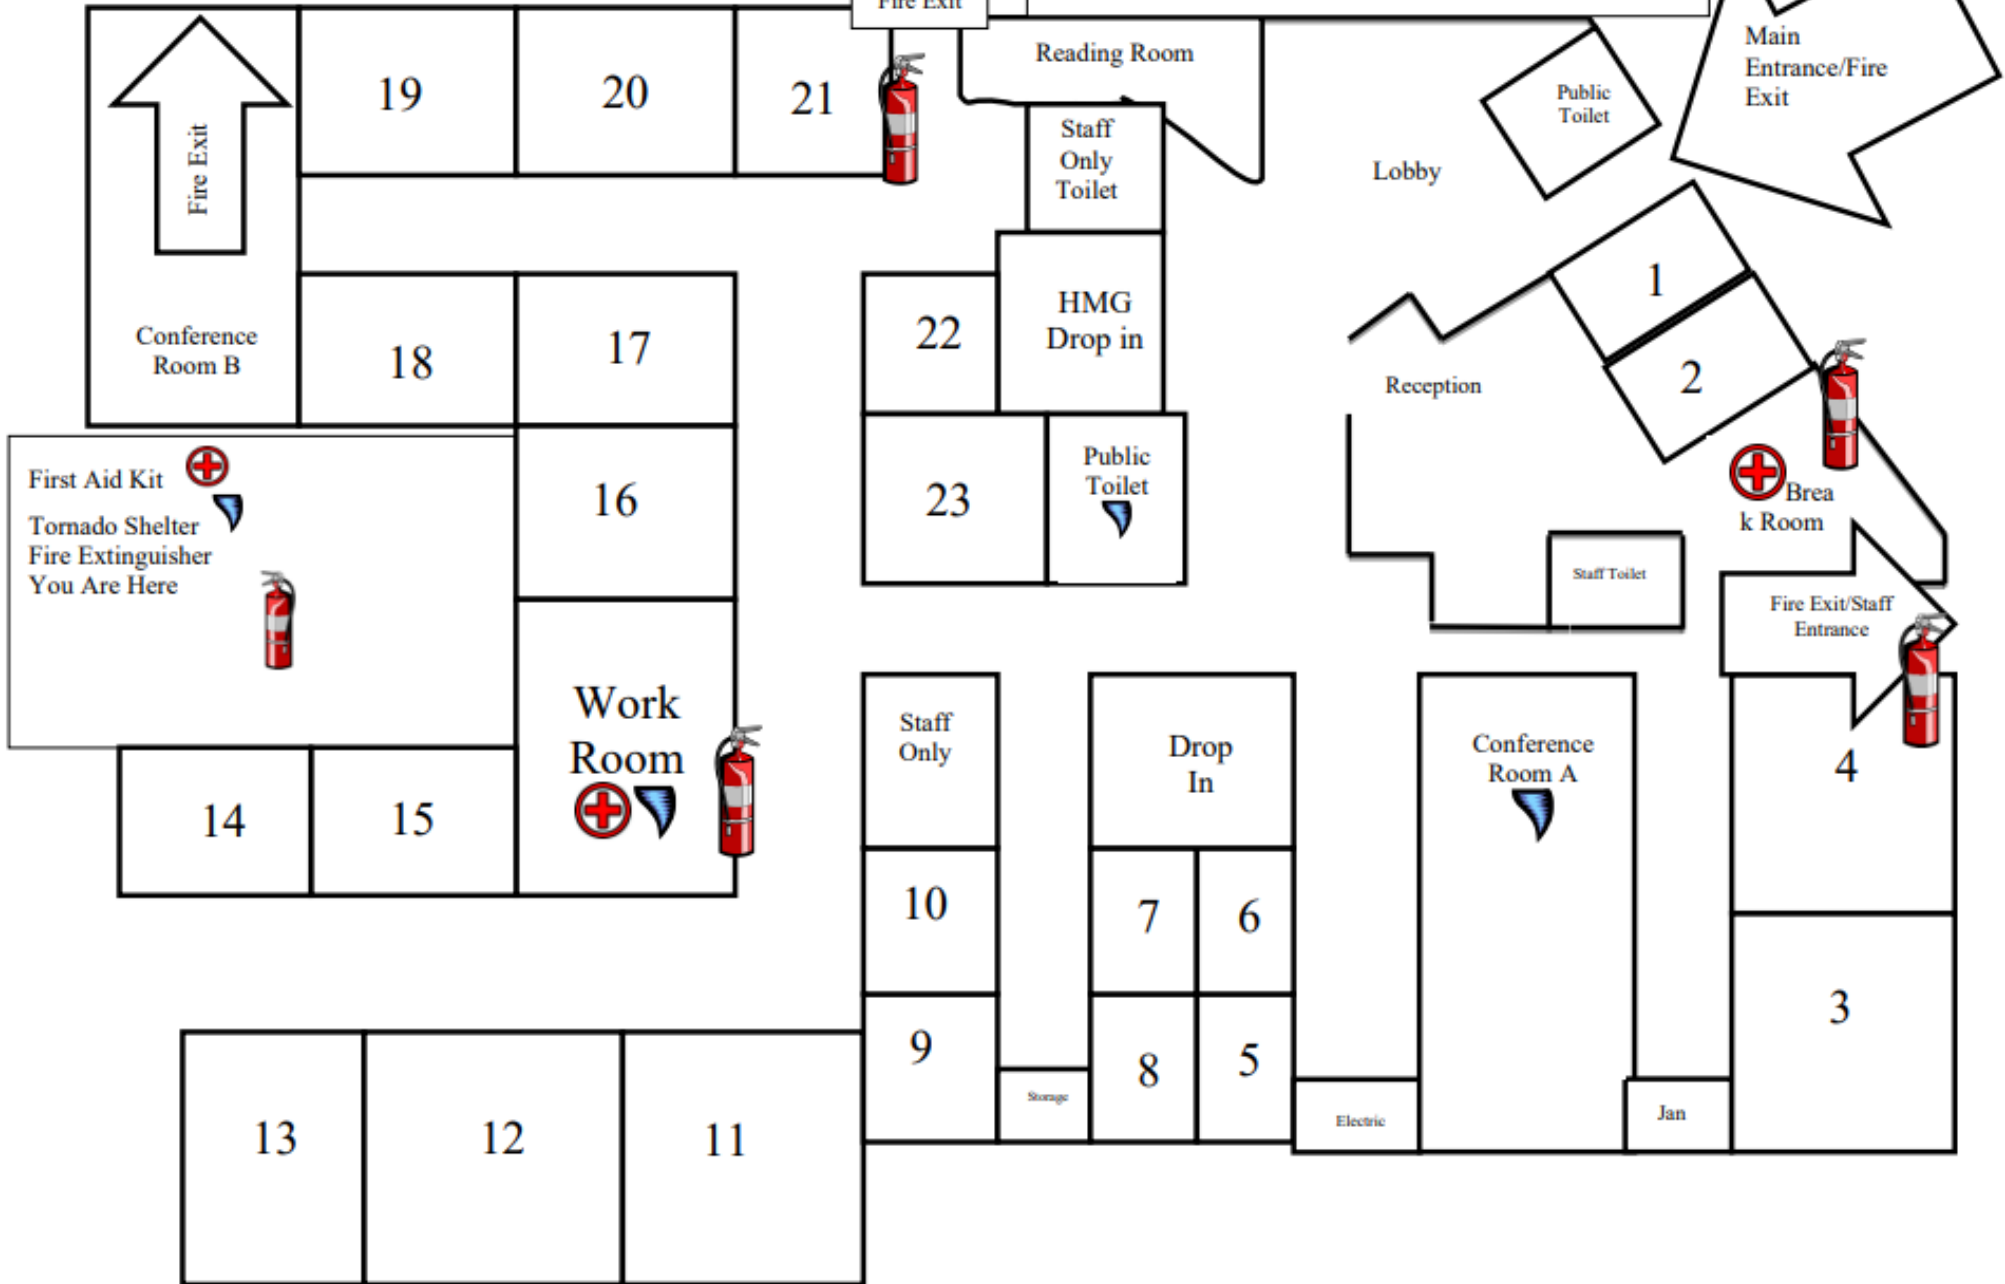 Fire Exit
Reading Room
Main
Entrance/Fire
Exit
19
20
21
Public
Toilet
Fire Exit
Staff
Only
Toilet
Lobby
1
HMG
Drop in
22
Conference
Room B
18
17
Reception
2
First Aid Kit
Tornado Shelter
Fire Extinguisher
You Are Here
16
23
Public
Toilet
Brea
k Room
Staff Toilet
Fire Exit/Staff
Entrance
Work
Room
Staff
Only
Drop
In
Conference
Room A
4
14
15
10
7
6
3
9
8
5
Storage
Electric
Jan
13
12
11